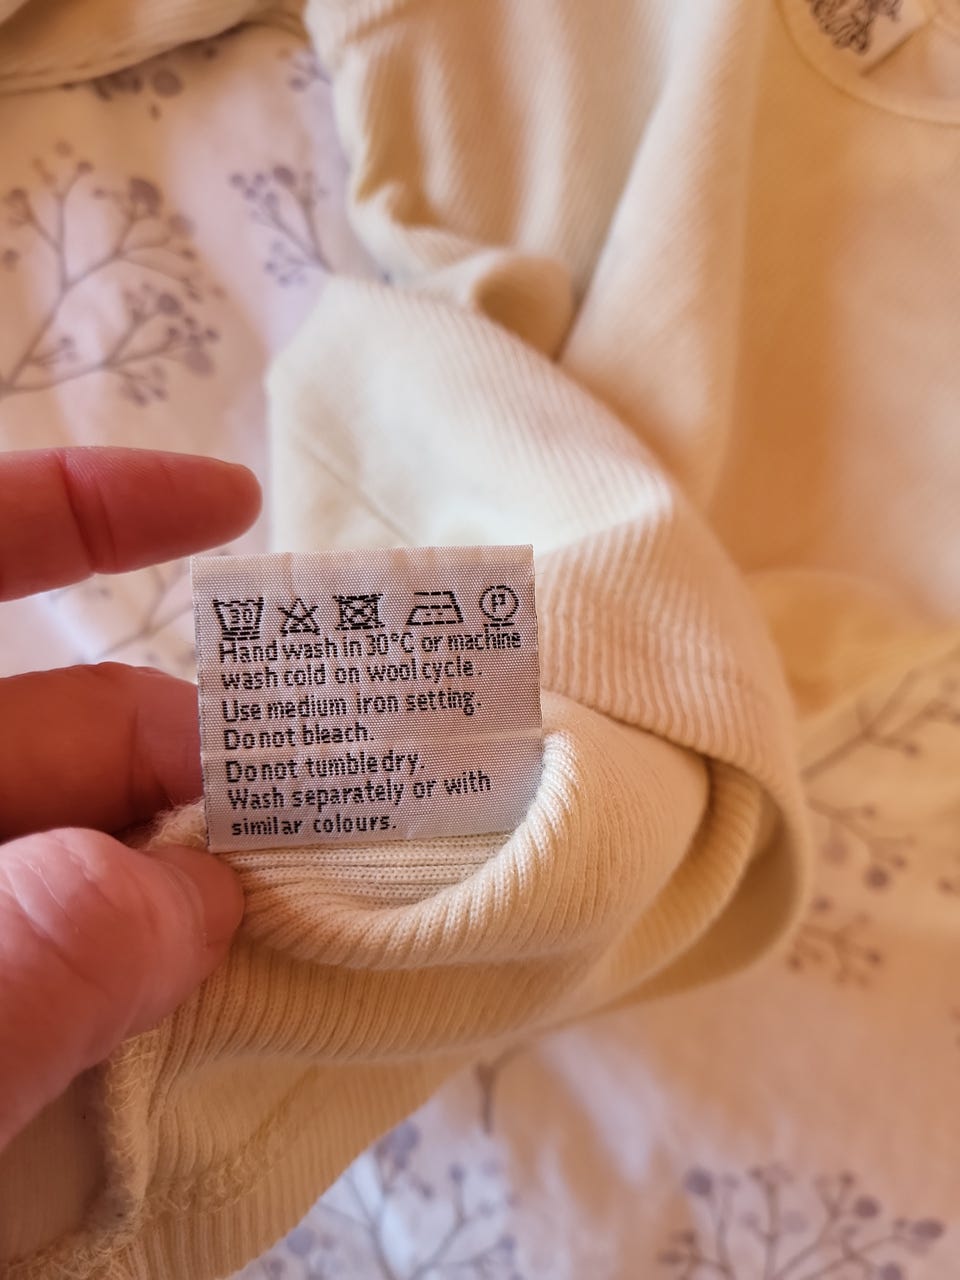 30 P
Hand wash in 30°C or machine
wash cold on wool cycle.
Use medium iron setting.
Do not bleach.
Do not tumble dry.
Wash separately or with
similar colours.